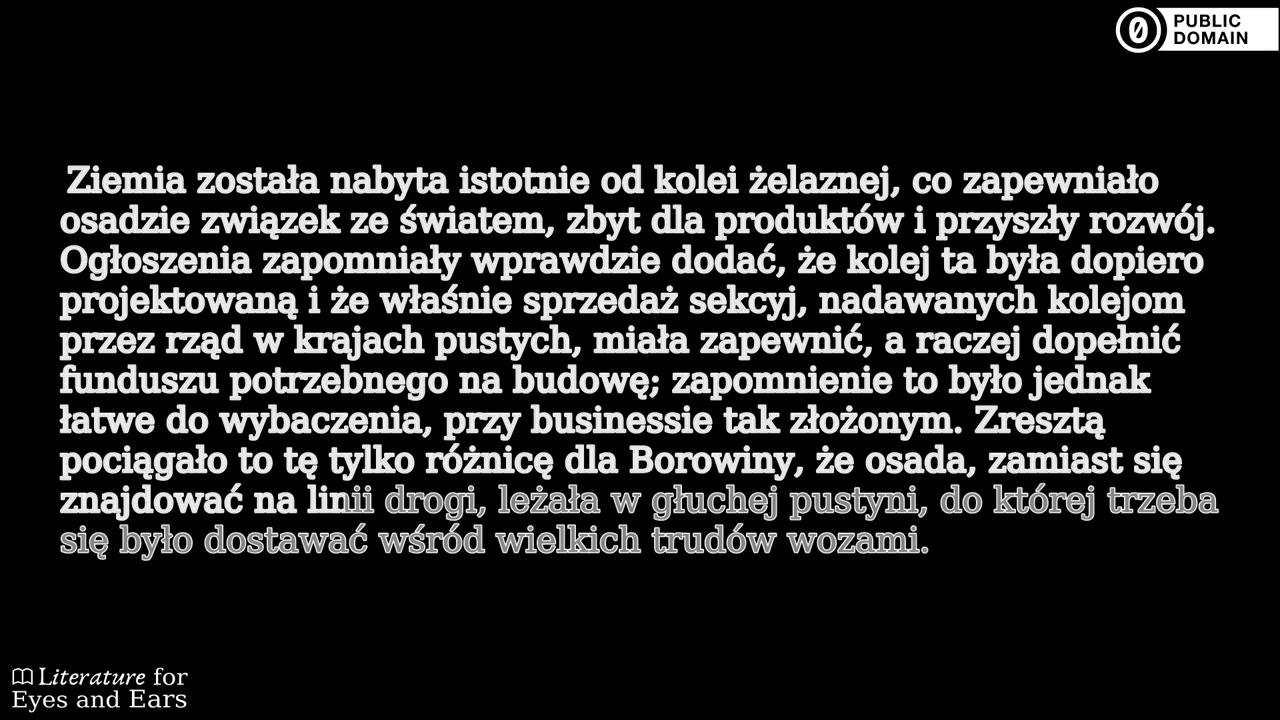 PUBLIC
DOMAIN
Ziemia została nabyta istotnie od kolei żelaznej, co zapewniało
osadzie związek ze światem, zbyt dla produktów i przyszły rozwój.
Ogłoszenia zapomniały wprawdzie dodać, że kolej ta była dopiero
projektowaną i że właśnie sprzedaż sekcyj, nadawanych kolejom
przez rząd w krajach pustych, miała zapewnić, a raczej dopełnić
funduszu potrzebnego na budowę; zapomnienie to było jednak
łatwe do wybaczenia, przy businessie tak złożonym. Zresztą
pociągało to tę tylko różnicę dla Borowiny, że osada, zamiast się
znajdować na linii drogi, leżała w głuchej pustyni, do której trzeba
się było dostawać wśród wielkich trudów wozami.
Literature for
Eyes and Ears